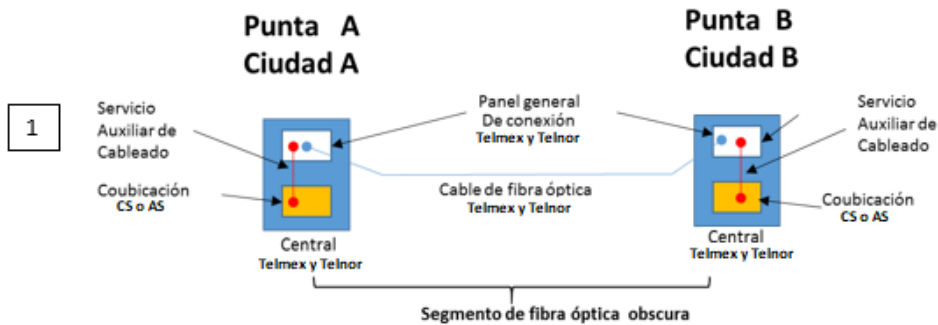 Punta A
Ciudad A
Punta B
Ciudad B
1
Servicio
Auxiliar de
Cableado
Panel general
De conexión
Telmex y Telnor
Servicio
Auxiliar de
Cableado
Coubicación
CS o AS
Cable de fibra óptica
Telmex y Telnor
Coubicación
CS o AS
Central
Telmex y Telnor
Central
Telmex y Telnor
Segmento de fibra óptica obscura